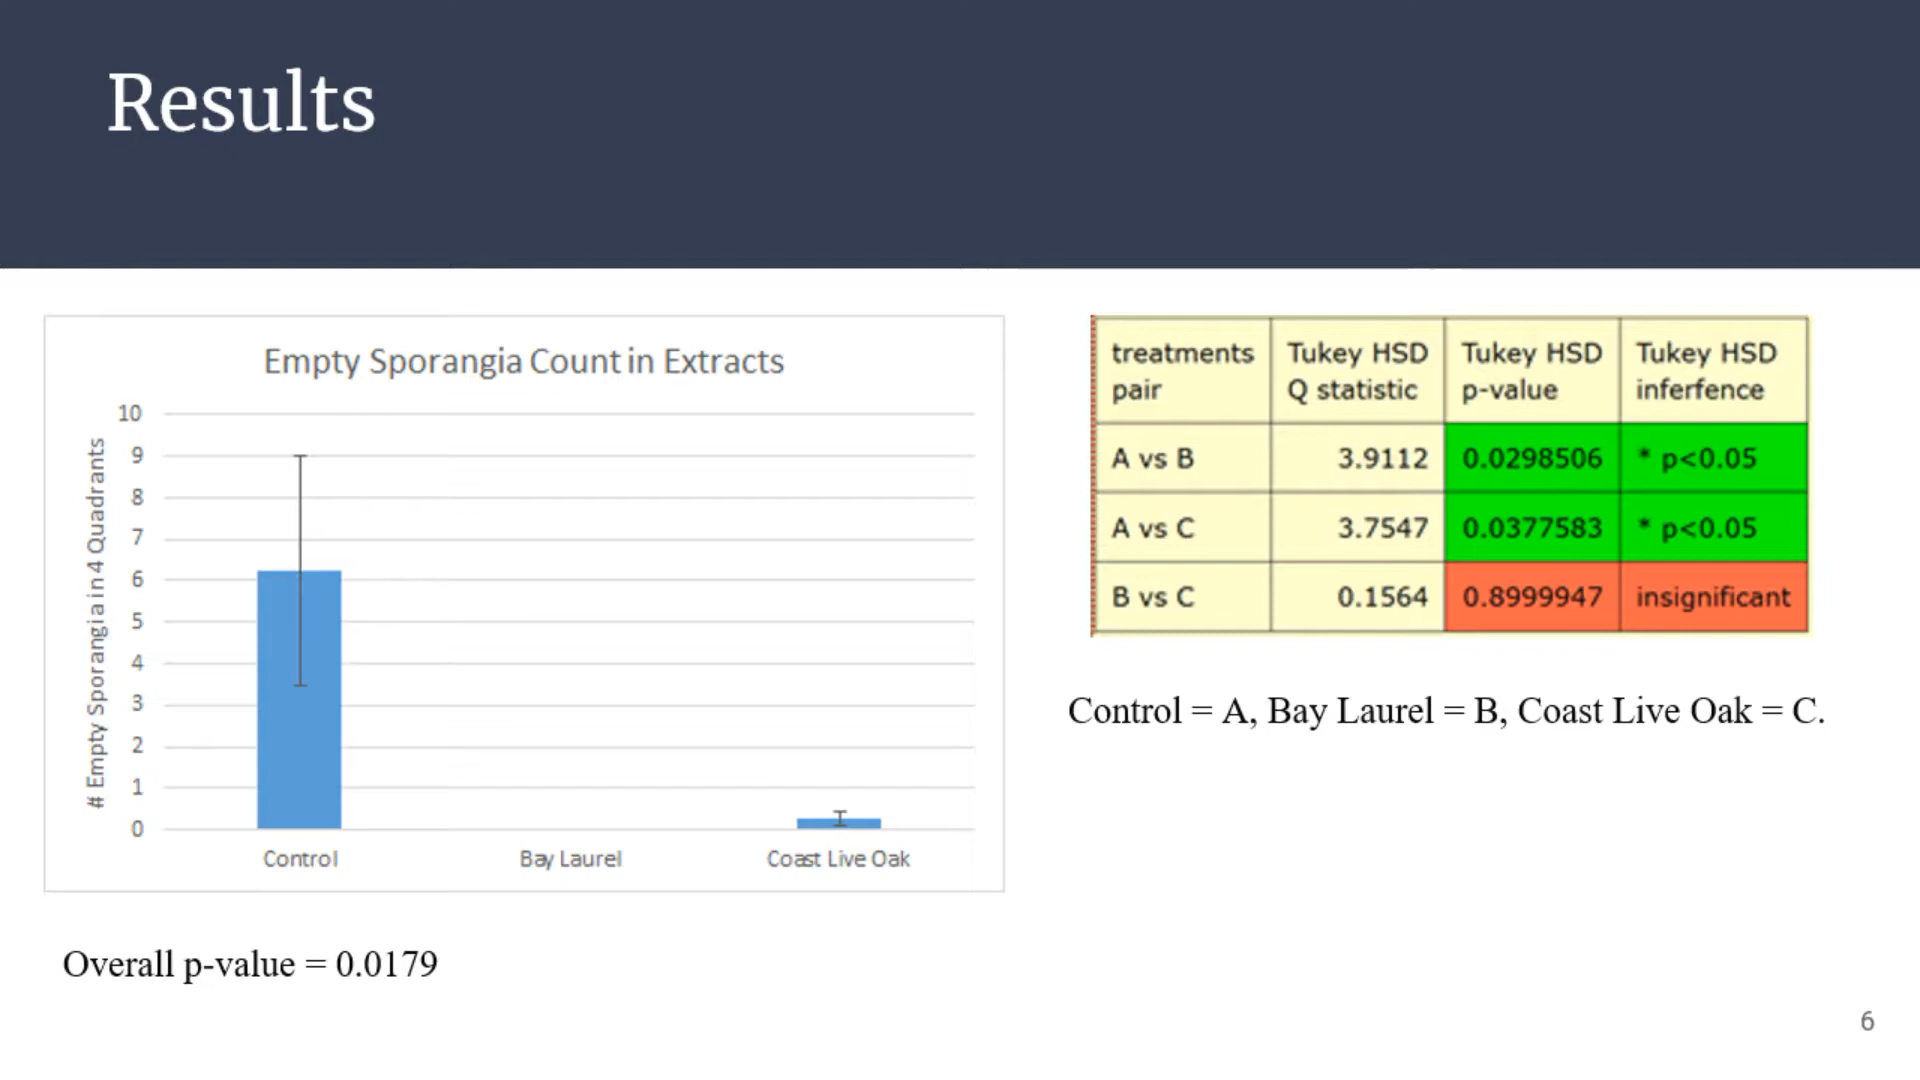 Results
Empty Sporangia Count in Extracts
# Empty Sporangia in 4 Quadrants
10
9
8
7
6
5
4
3
2
1
0
Control Bay Laurel Coast Live Oak
Overall p-value = 0.0179
treatments pair Tukey HSD Q statistic Tukey HSD p-value Tukey HSD inferfence
A vs B 3.9112 0.0298506 * p<0.05
A vs C 3.7547 0.0377583 * p<0.05
B vs C 0.1564 0.8999947 insignificant
Control = A, Bay Laurel = B, Coast Live Oak = C.
6